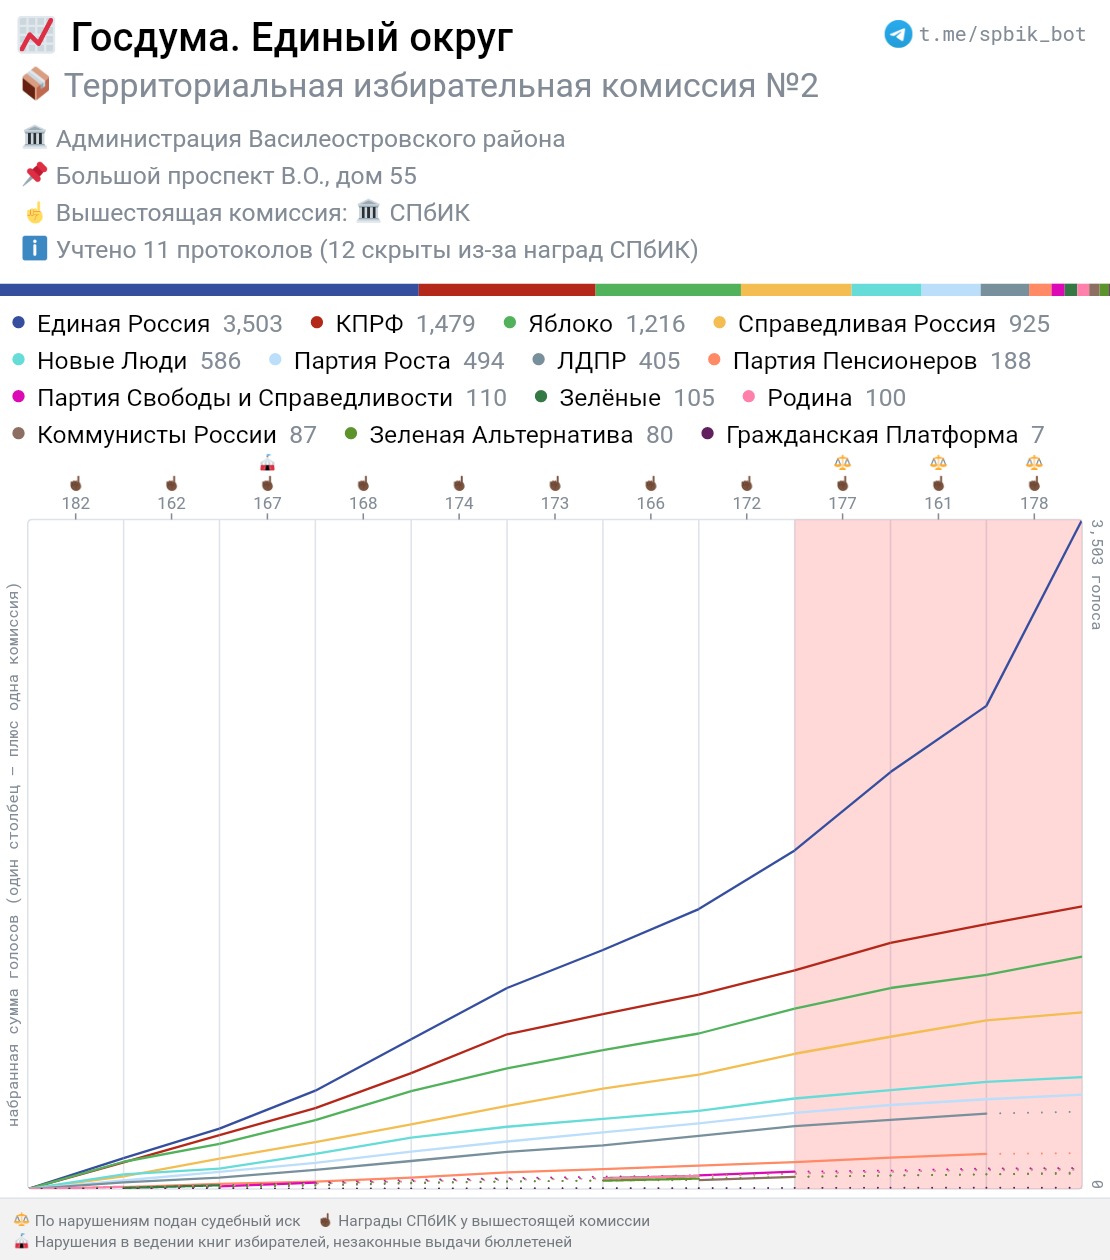 Госдума. Единый округ
t.me/spbik_bot
Территориальная избирательная комиссия №2
Администрация Василеостровского района
Большой проспект В.О., дом 55
Вышестоящая комиссия: СПбИК
Учтено 11 протоколов (12 скрыты из-за наград СПбИК)
Единая Россия 3,503 КПРФ 1,479 Яблоко 1,216 Справедливая Россия 925
Новые Люди 586 Партия Роста 494 ЛДПР 405 Партия Пенсионеров 188
Партия Свободы и Справедливости 110 Зелёные 105 Родина 100
Коммунисты России 87 Зеленая Альтернатива 80 Гражданская Платформа 7
182 162 167 168 174 173 166 172 177 161 178
набранная сумма голосов (один столбец — плюс одна комиссия)
3,503 голоса
0
По нарушениям подан судебный иск Награды СПбИК у вышестоящей комиссии
Нарушения в ведении книг избирателей, незаконные выдачи бюллетеней